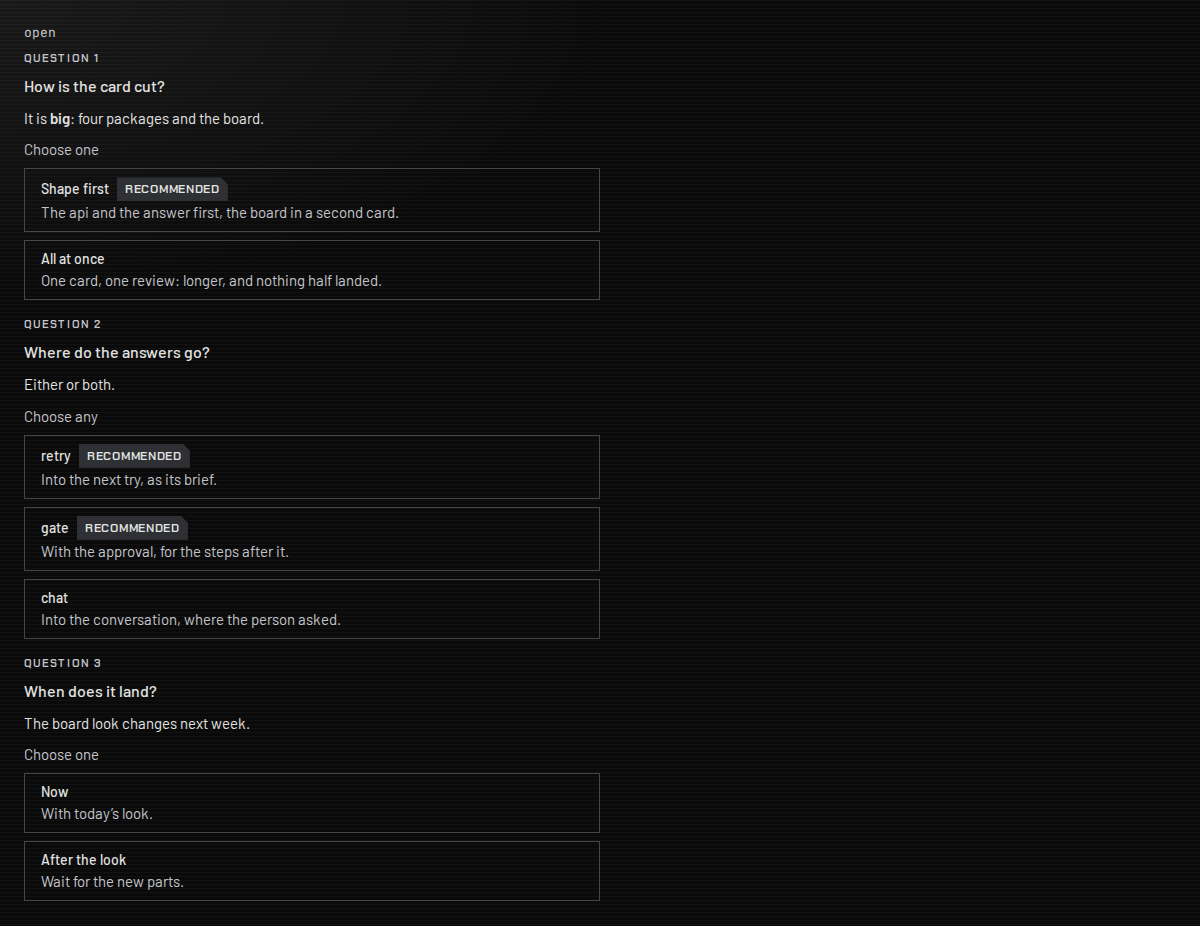 open
QUESTION 1
How is the card cut?
It is big: four packages and the board.
Choose one
Shape first RECOMMENDED
The api and the answer first, the board in a second card.
All at once
One card, one review: longer, and nothing half landed.
QUESTION 2
Where do the answers go?
Either or both.
Choose any
retry RECOMMENDED
Into the next try, as its brief.
gate RECOMMENDED
With the approval, for the steps after it.
chat
Into the conversation, where the person asked.
QUESTION 3
When does it land?
The board look changes next week.
Choose one
Now
With today's look.
After the look
Wait for the new parts.